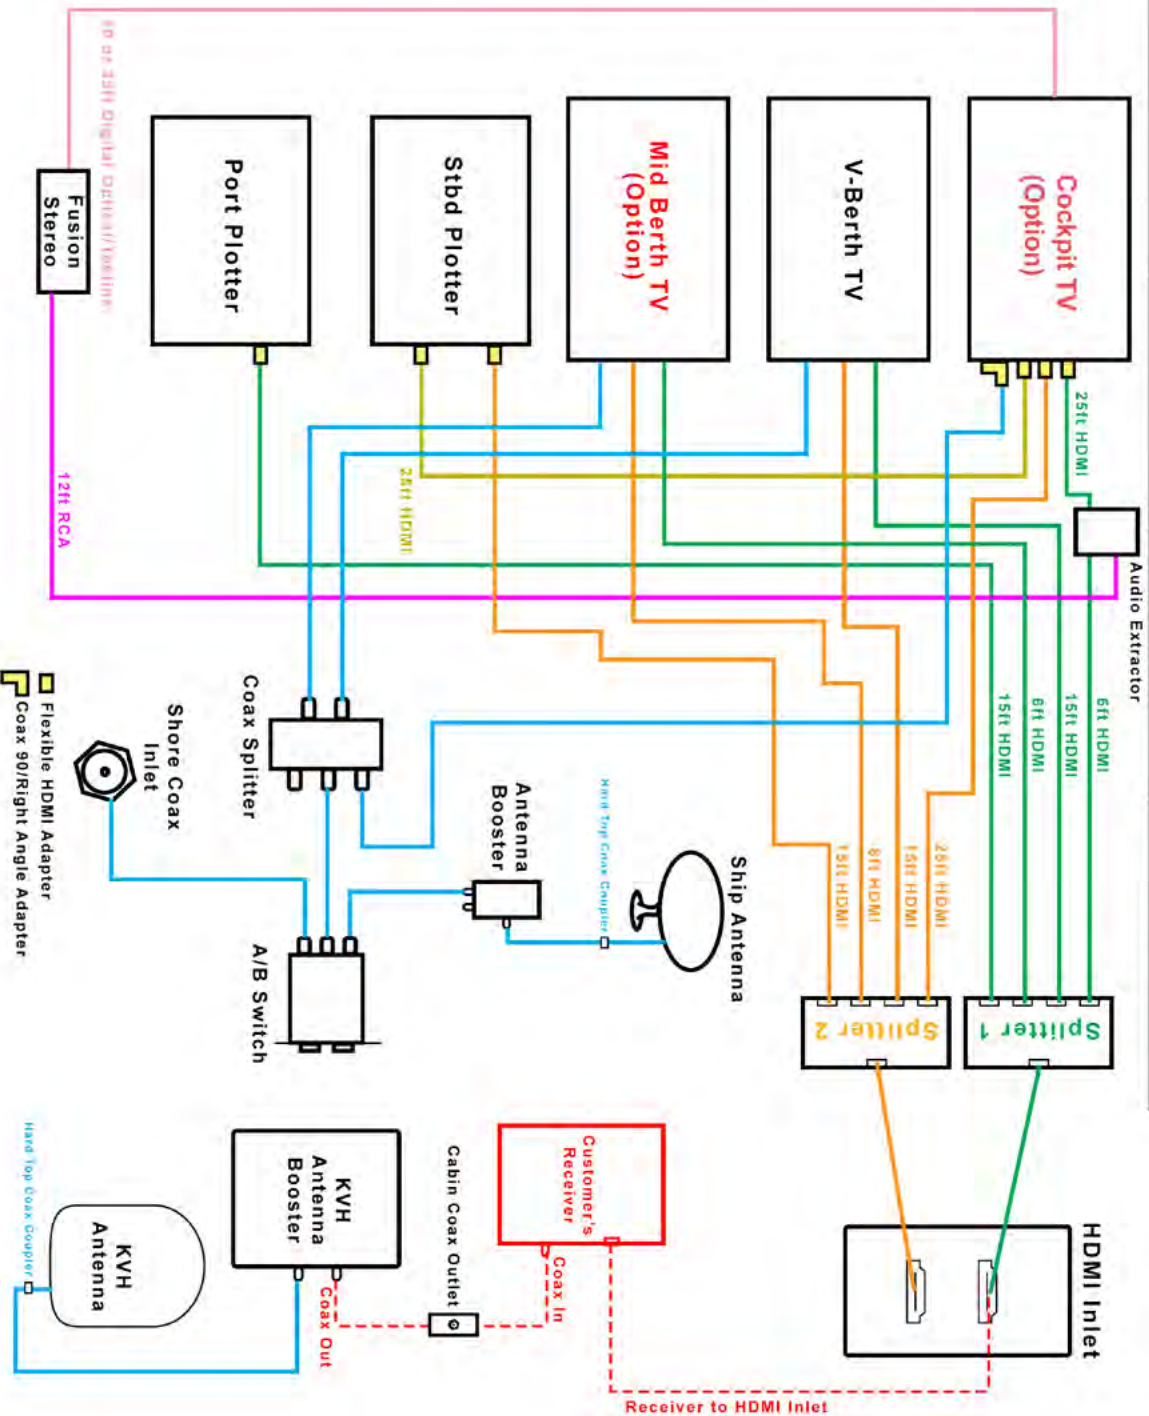 Cockpit TV
(Option)
V-Berth TV
Mid Berth TV
(Option)
Stbd Plotter
Port Plotter
Fusion
Stereo
25ft HDMI
25ft HDMI
12ft RCA
Audio Extractor
6ft HDMI
15ft HDMI
6ft HDMI
15ft HDMI
25ft HDMI
15ft HDMI
6ft HDMI
15ft HDMI
Coax Splitter
Shore Coax
Inlet
Flexible HDMI Adapter
Coax 90/Right Angle Adapter
Antenna
Booster
Hard Top Coax Coupler
Ship Antenna
A/B Switch
Splitter 1
Splitter 2
HDMI Inlet
Customer's
Receiver
Coax In
Cabin Coax Outlet
KVH
Antenna
Booster
Coax Out
KVH
Antenna
Hard Top Coax Coupler
Receiver to HDMI Inlet